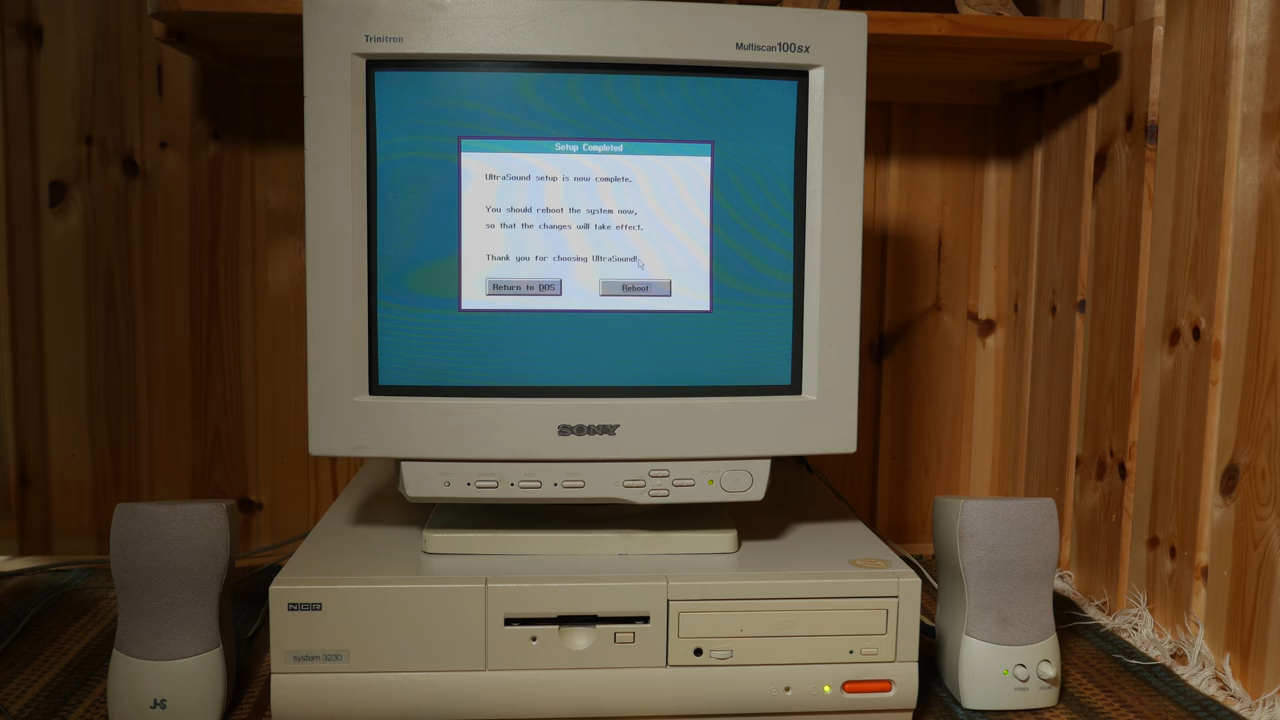 Trinitron
Multiscan100sx
Setup Completed
UltraSound setup is now complete.
You should reboot the system now,
so that the changes will take effect.
Thank you for choosing UltraSound!
Return to DOS
Reboot
SONY
NCR
system 3230
J-S
POWER